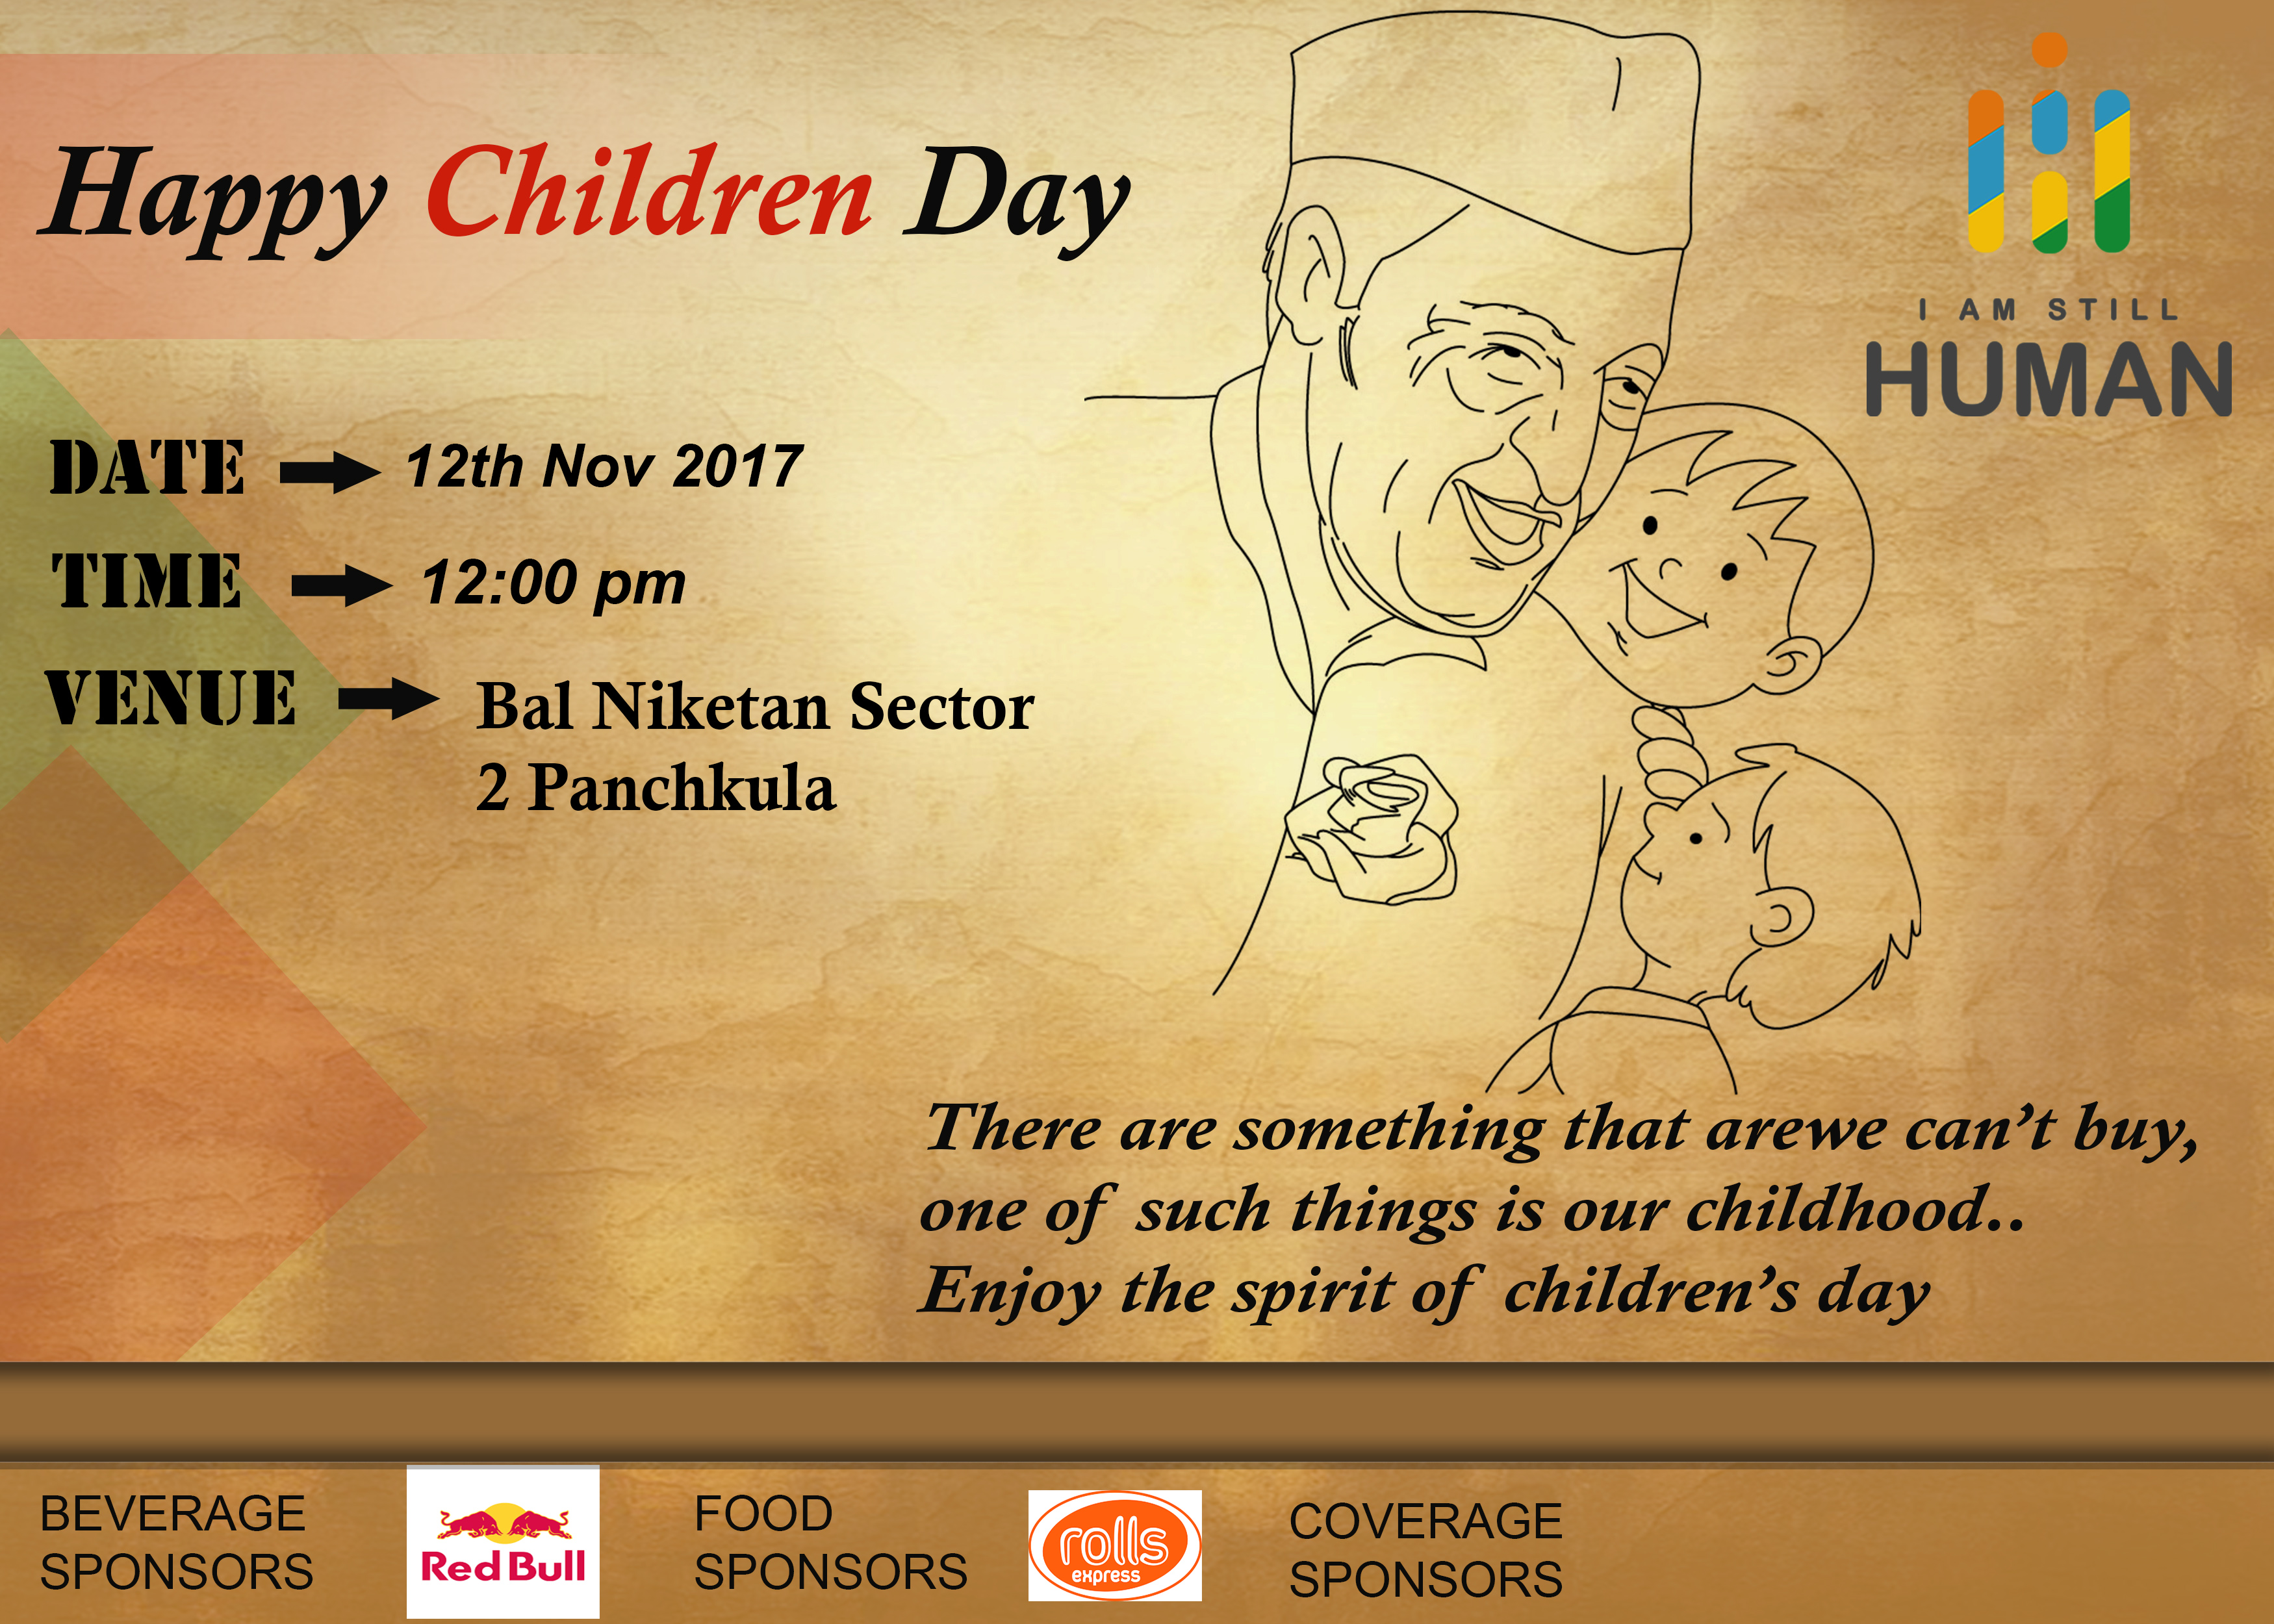 Happy Children Day
I AM STILL
HUMAN
DATE 12th Nov 2017
TIME 12:00 pm
VENUE Bal Niketan Sector
2 Panchkula
There are something that arewe can't buy,
one of such things is our childhood..
Enjoy the spirit of children's day
BEVERAGE
SPONSORS
Red Bull
FOOD
SPONSORS
rolls
express
COVERAGE
SPONSORS